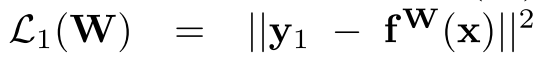 ℒ₁(𝐖) = ||𝐲₁ − 𝐟^𝐖(𝐱)||²